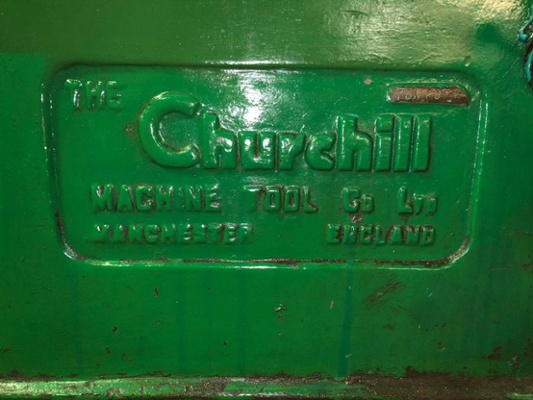 THE
Churchill
MACHINE TOOL Co LTD
MANCHESTER ENGLAND